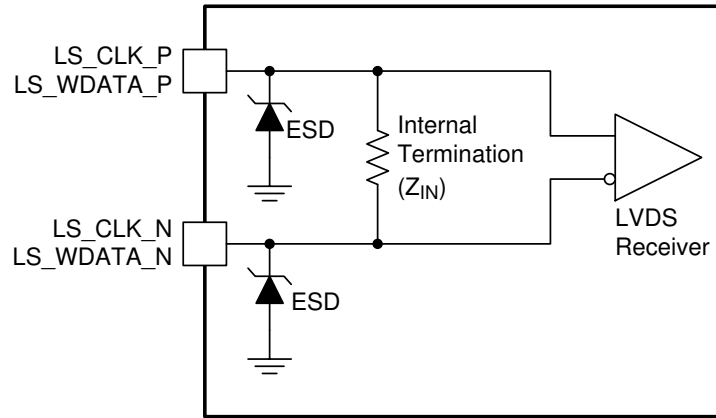 LS_CLK_P
LS_WDATA_P
ESD
Internal
Termination
(Z_IN)
LS_CLK_N
LS_WDATA_N
ESD
LVDS
Receiver